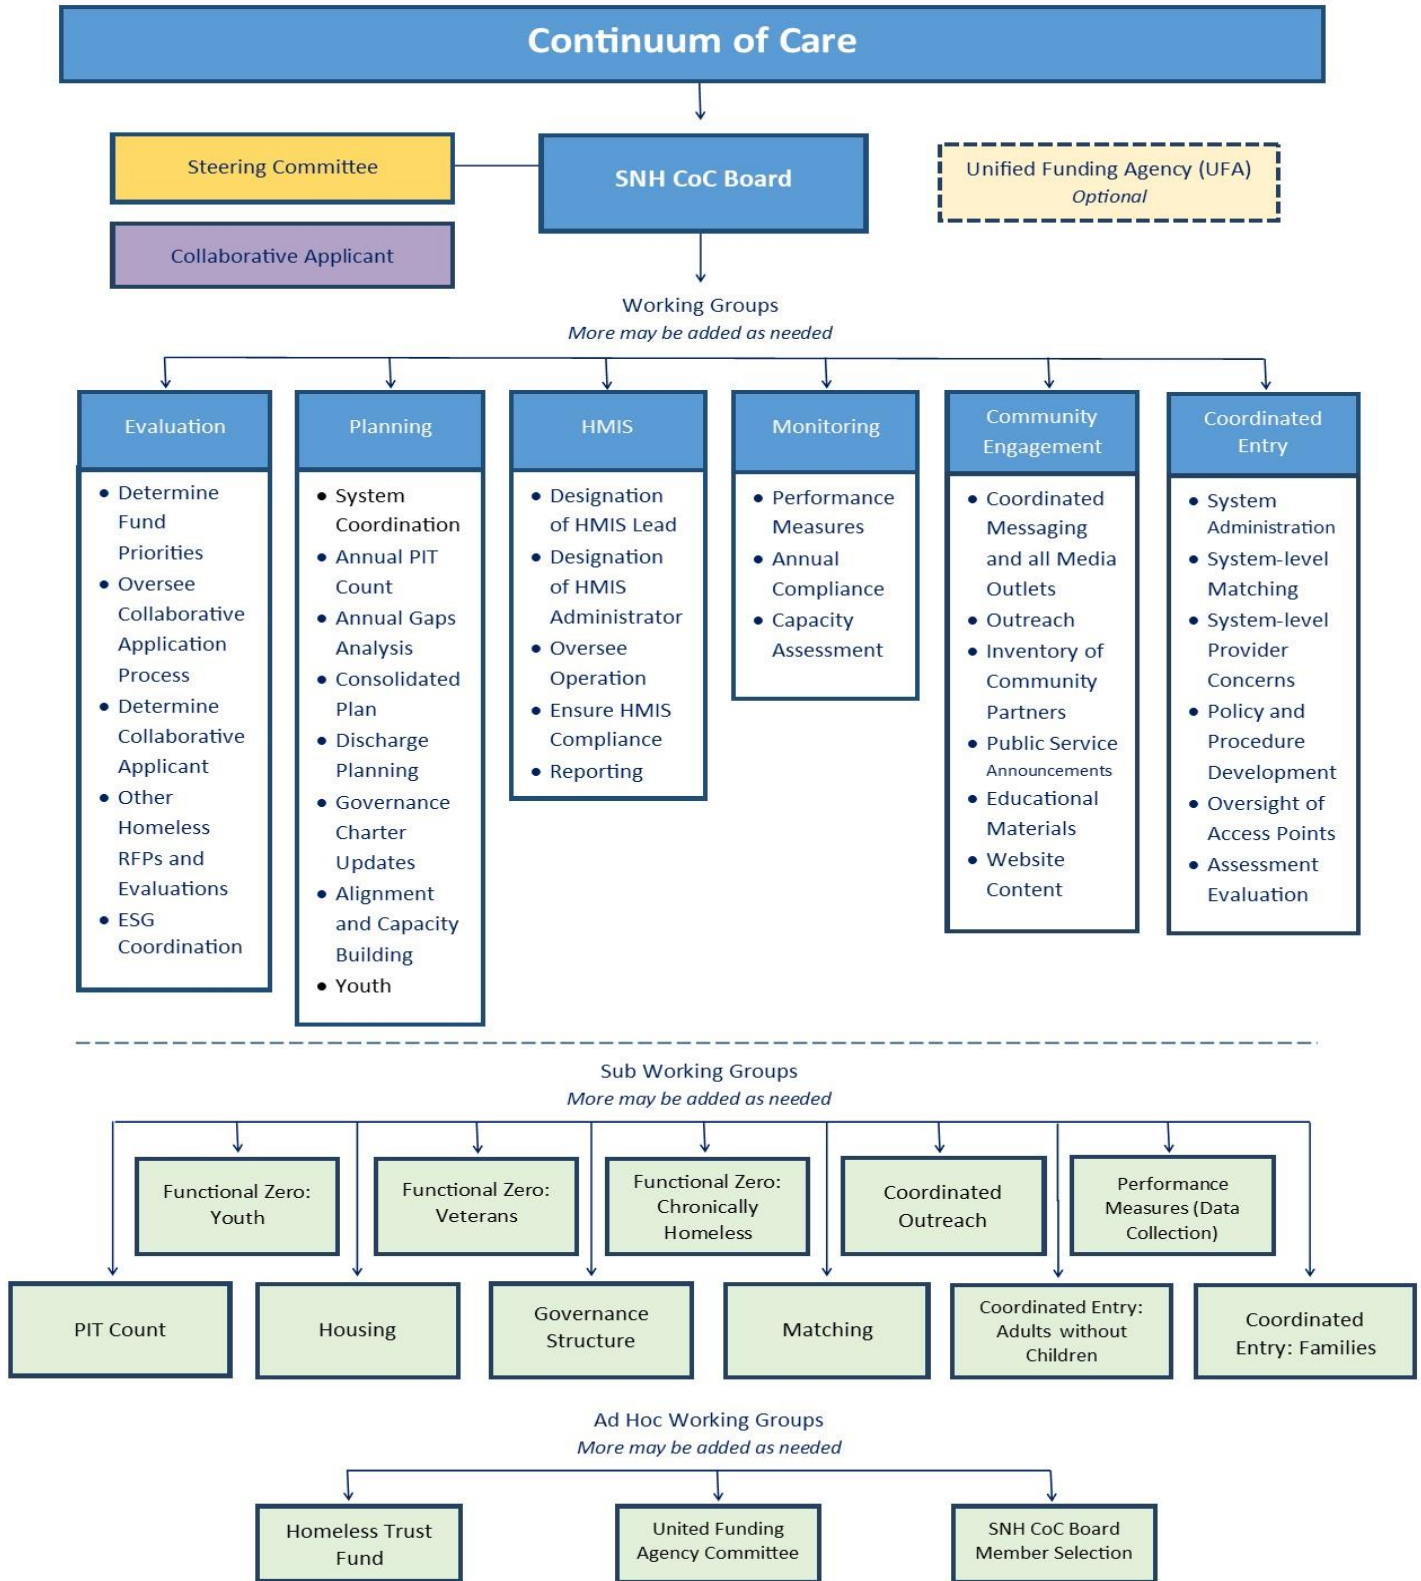 Continuum of Care
Steering Committee
SNH CoC Board
Unified Funding Agency (UFA)
Optional
Collaborative Applicant
Working Groups
More may be added as needed
Evaluation
• Determine
Fund
Priorities
• Oversee
Collaborative
Application
Process
• Determine
Collaborative
Applicant
• Other
Homeless
RFPs and
Evaluations
• ESG
Coordination
Planning
• System
Coordination
• Annual PIT
Count
• Annual Gaps
Analysis
• Consolidated
Plan
• Discharge
Planning
• Governance
Charter
Updates
• Alignment
and Capacity
Building
• Youth
HMIS
• Designation
of HMIS Lead
• Designation
of HMIS
Administrator
• Oversee
Operation
• Ensure HMIS
Compliance
• Reporting
Monitoring
• Performance
Measures
• Annual
Compliance
• Capacity
Assessment
Community
Engagement
• Coordinated
Messaging
and all Media
Outlets
• Outreach
• Inventory of
Community
Partners
• Public Service
Announcements
• Educational
Materials
• Website
Content
Coordinated
Entry
• System
Administration
• System-level
Matching
• System-level
Provider
Concerns
• Policy and
Procedure
Development
• Oversight of
Access Points
• Assessment
Evaluation
Sub Working Groups
More may be added as needed
Functional Zero:
Youth
Functional Zero:
Veterans
Functional Zero:
Chronically
Homeless
Coordinated
Outreach
Performance
Measures (Data
Collection)
PIT Count
Housing
Governance
Structure
Matching
Coordinated Entry:
Adults without
Children
Coordinated
Entry: Families
Ad Hoc Working Groups
More may be added as needed
Homeless Trust
Fund
United Funding
Agency Committee
SNH CoC Board
Member Selection